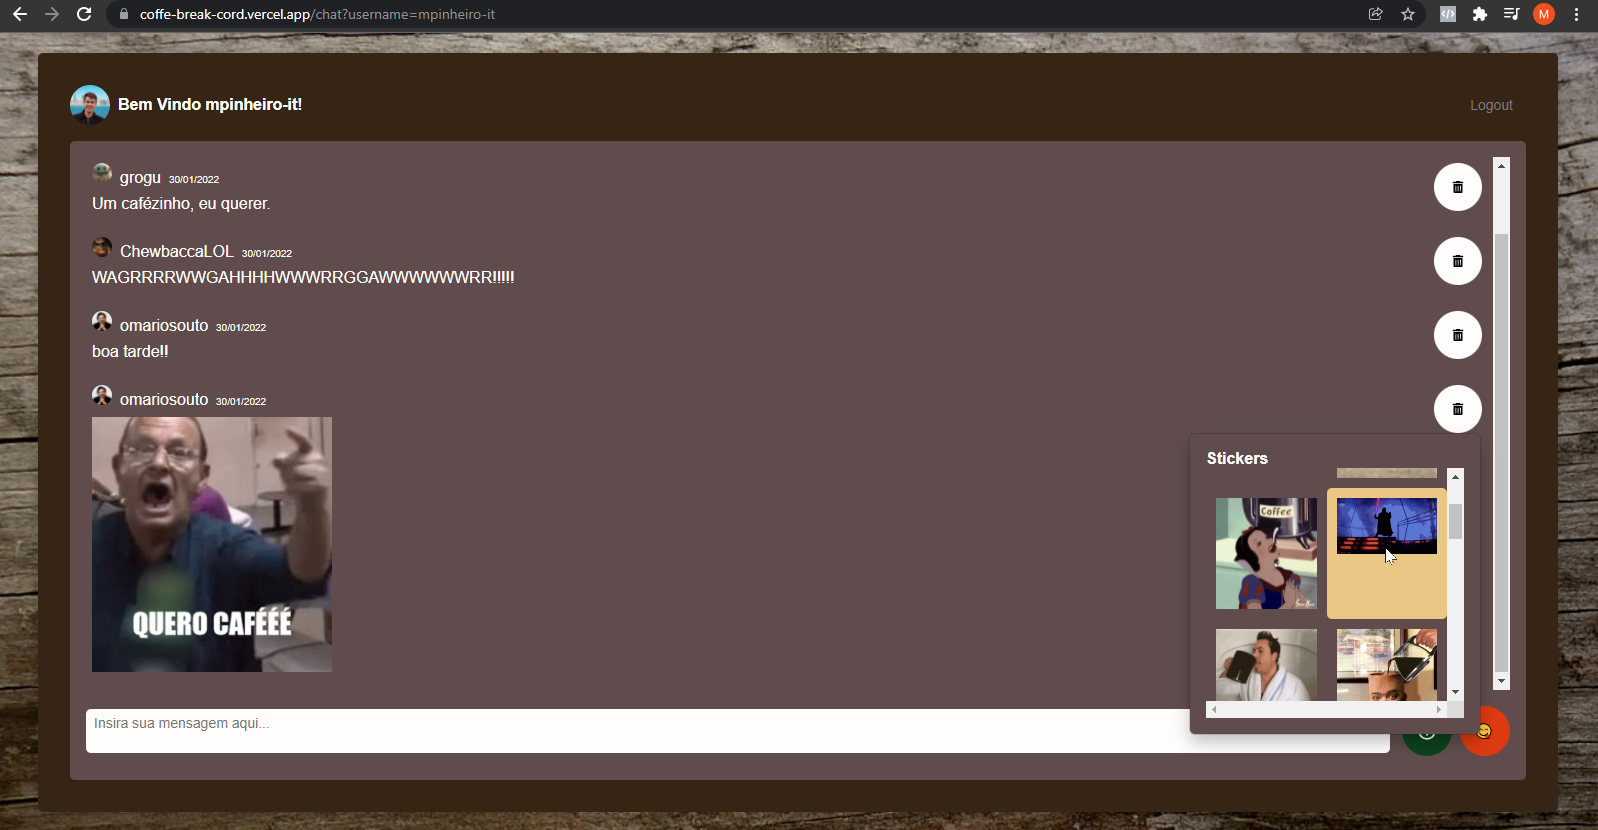 coffe-break-cord.vercel.app/chat?username=mpinheiro-it
M
Bem Vindo mpinheiro-it!
Logout
grogu 30/01/2022
Um cafézinho, eu querer.
ChewbaccaLOL 30/01/2022
WAGRRRRWWGAHHHHWWWRRGGAWWWWWWRR!!!!!
omariosouto 30/01/2022
boa tarde!!
omariosouto 30/01/2022
QUERO CAFÉÉÉ
Stickers
Coffee
Insira sua mensagem aqui...